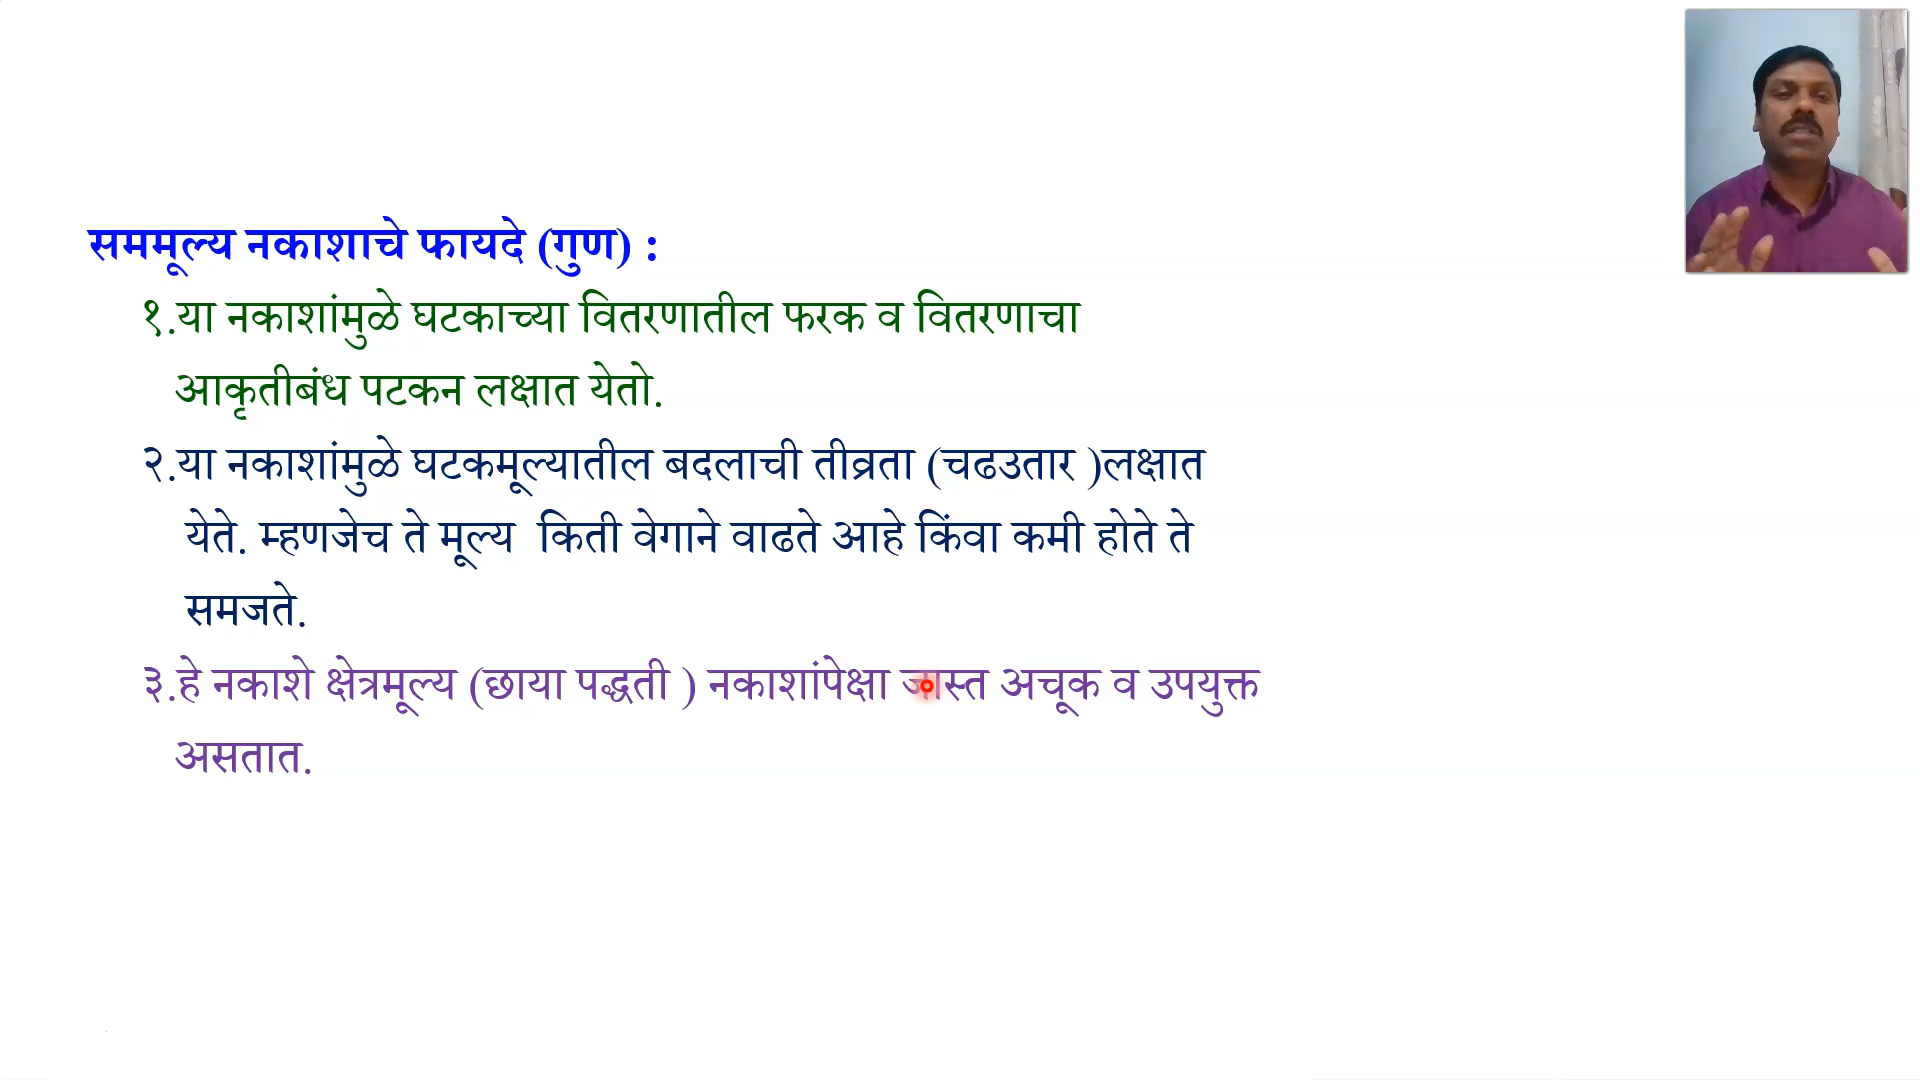 सममूल्य नकाशाचे फायदे (गुण) :
१.या नकाशांमुळे घटकाच्या वितरणातील फरक व वितरणाचा
आकृतीबंध पटकन लक्षात येतो.
२.या नकाशांमुळे घटकमूल्यातील बदलाची तीव्रता (चढउतार )लक्षात
येते. म्हणजेच ते मूल्य  किती वेगाने वाढते आहे किंवा कमी होते ते
समजते.
३.हे नकाशे क्षेत्रमूल्य (छाया पद्धती ) नकाशांपेक्षा जास्त अचूक व उपयुक्त
असतात.